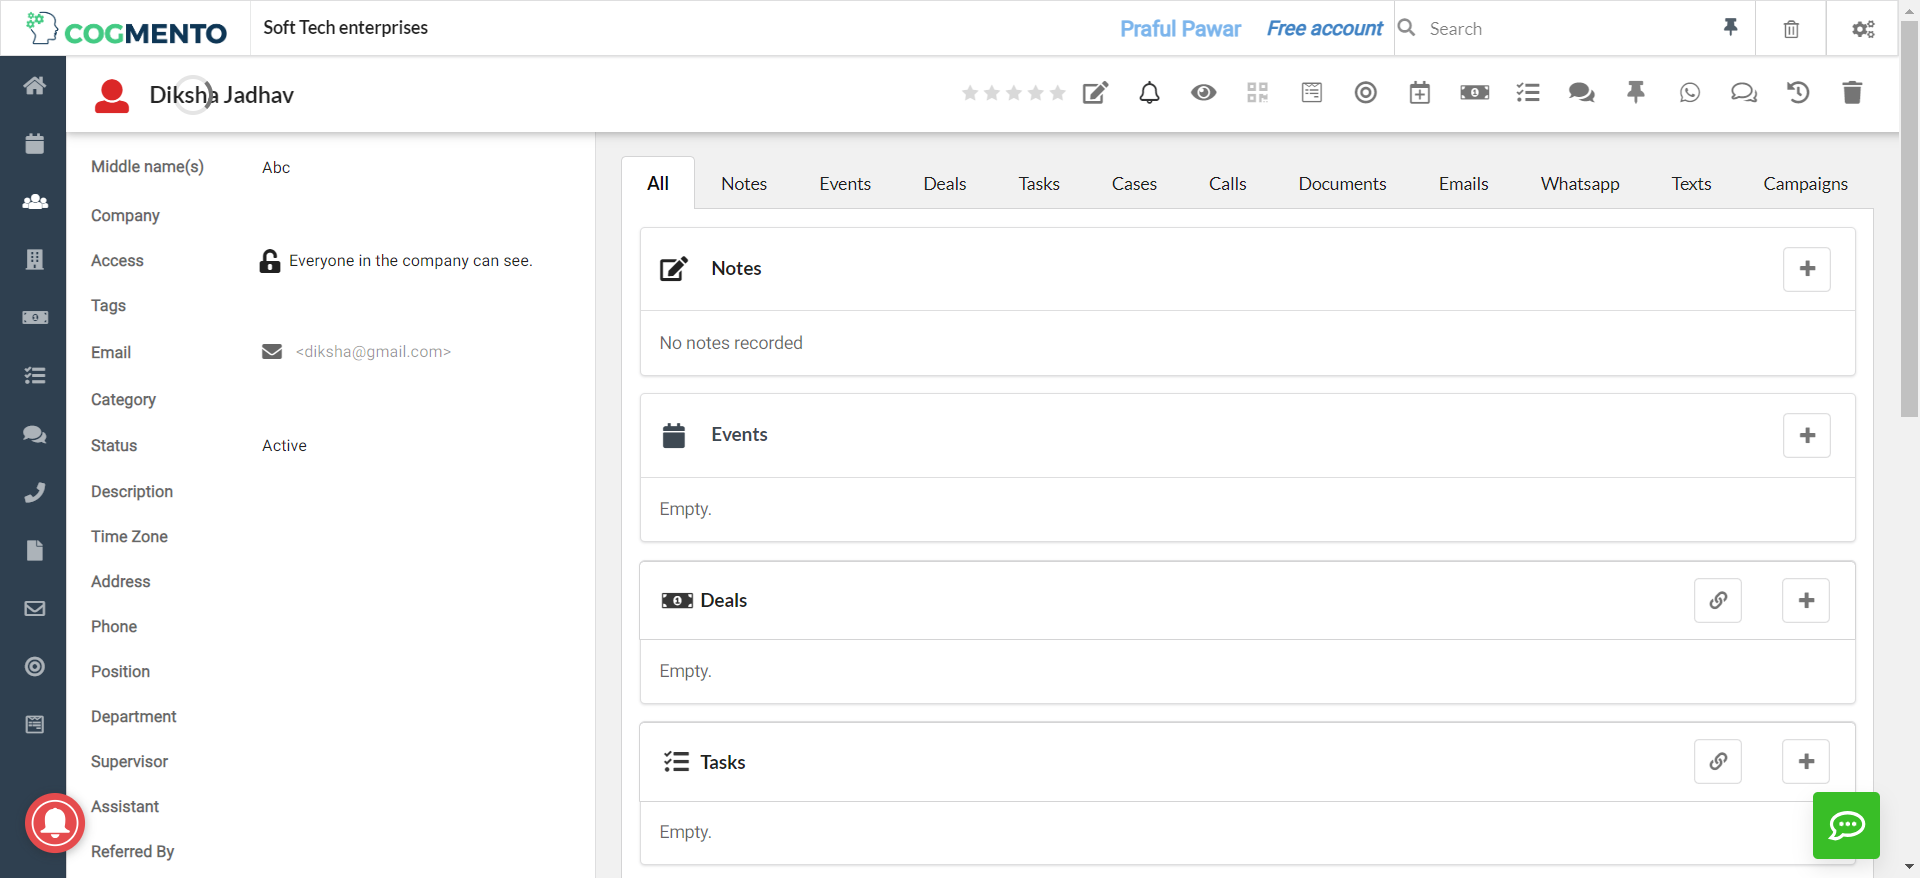 COGMENTO
Soft Tech enterprises
Praful Pawar
Free account
Search
Diksha Jadhav
Middle name(s)
Abc
Company
Access
Everyone in the company can see.
Tags
Email
<diksha@gmail.com>
Category
Status
Active
Description
Time Zone
Address
Phone
Position
Department
Supervisor
Assistant
Referred By
All
Notes
Events
Deals
Tasks
Cases
Calls
Documents
Emails
Whatsapp
Texts
Campaigns
Notes
No notes recorded
Events
Empty.
Deals
Empty.
Tasks
Empty.